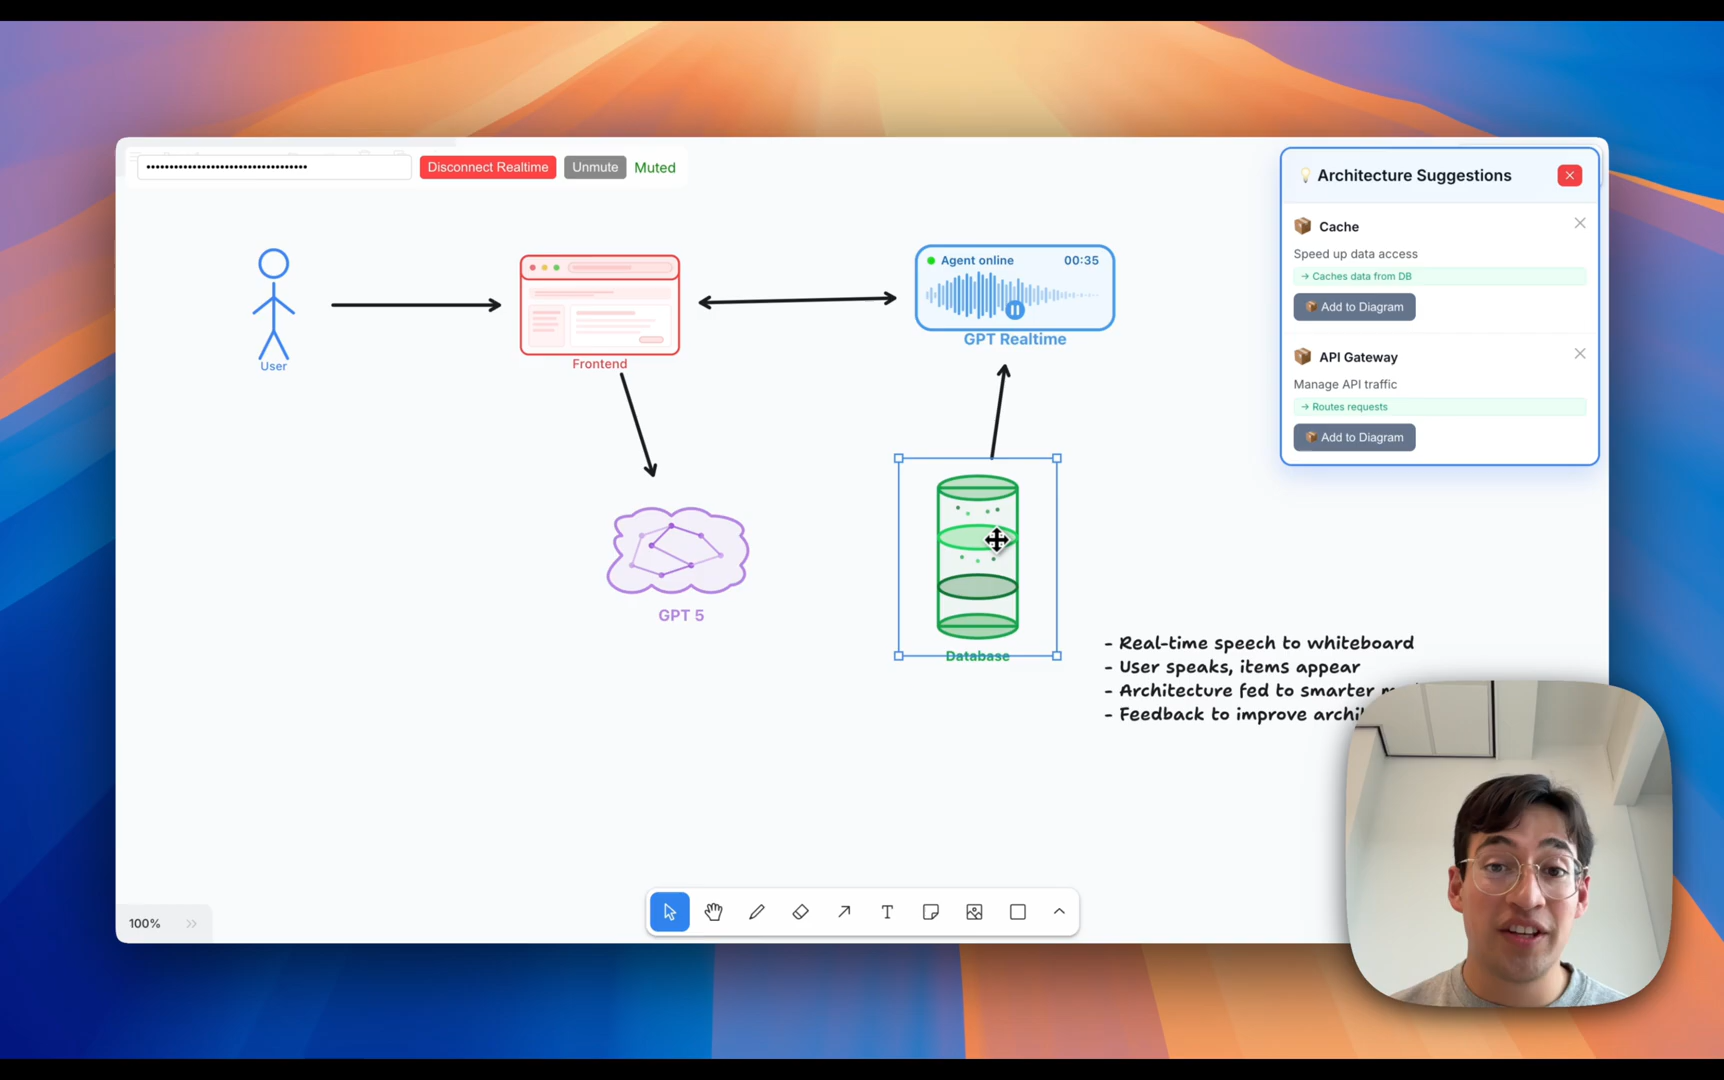 ••••••••••••••••••••••••••••••••••• Disconnect Realtime Unmute Muted
User
Frontend
Agent online 00:35
GPT Realtime
GPT 5
Database
- Real-time speech to whiteboard
- User speaks, items appear
- Architecture fed to smarter
- Feedback to improve
💡 Architecture Suggestions
📦 Cache
Speed up data access
→ Caches data from DB
📦 Add to Diagram
📦 API Gateway
Manage API traffic
→ Routes requests
📦 Add to Diagram
100%